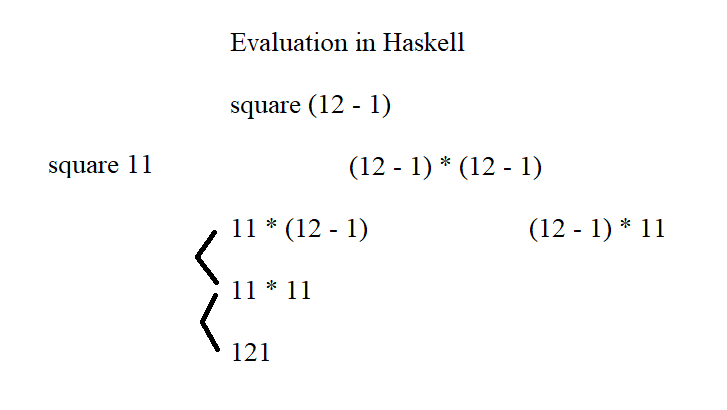 Evaluation in Haskell
square (12 - 1)
square 11 (12 - 1) * (12 - 1)
11 * (12 - 1) (12 - 1) * 11
11 * 11
121